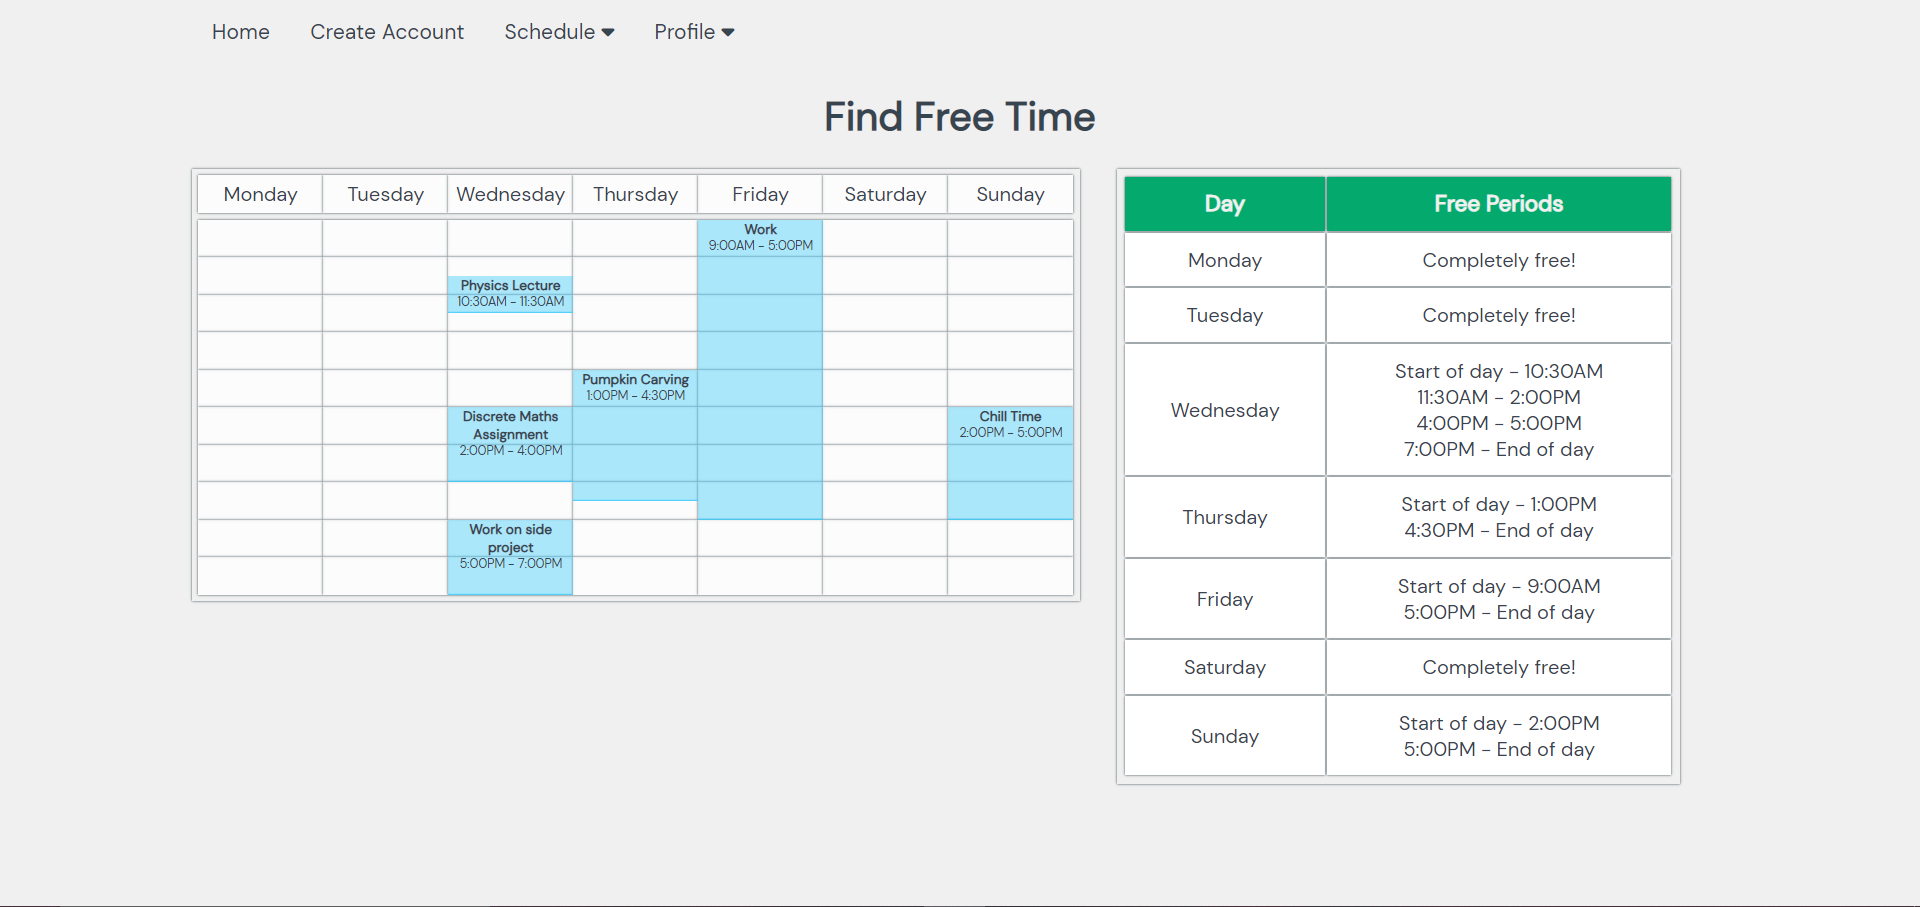 Home Create Account Schedule Profile
Find Free Time
Monday Tuesday Wednesday Thursday Friday Saturday Sunday
Work
9:00AM - 5:00PM
Physics Lecture
10:30AM - 11:30AM
Pumpkin Carving
1:00PM - 4:30PM
Discrete Maths
Assignment
2:00PM - 4:00PM
Chill Time
2:00PM - 5:00PM
Work on side
project
5:00PM - 7:00PM
Day Free Periods
Monday Completely free!
Tuesday Completely free!
Wednesday
Start of day - 10:30AM
11:30AM - 2:00PM
4:00PM - 5:00PM
7:00PM - End of day
Thursday
Start of day - 1:00PM
4:30PM - End of day
Friday
Start of day - 9:00AM
5:00PM - End of day
Saturday Completely free!
Sunday
Start of day - 2:00PM
5:00PM - End of day